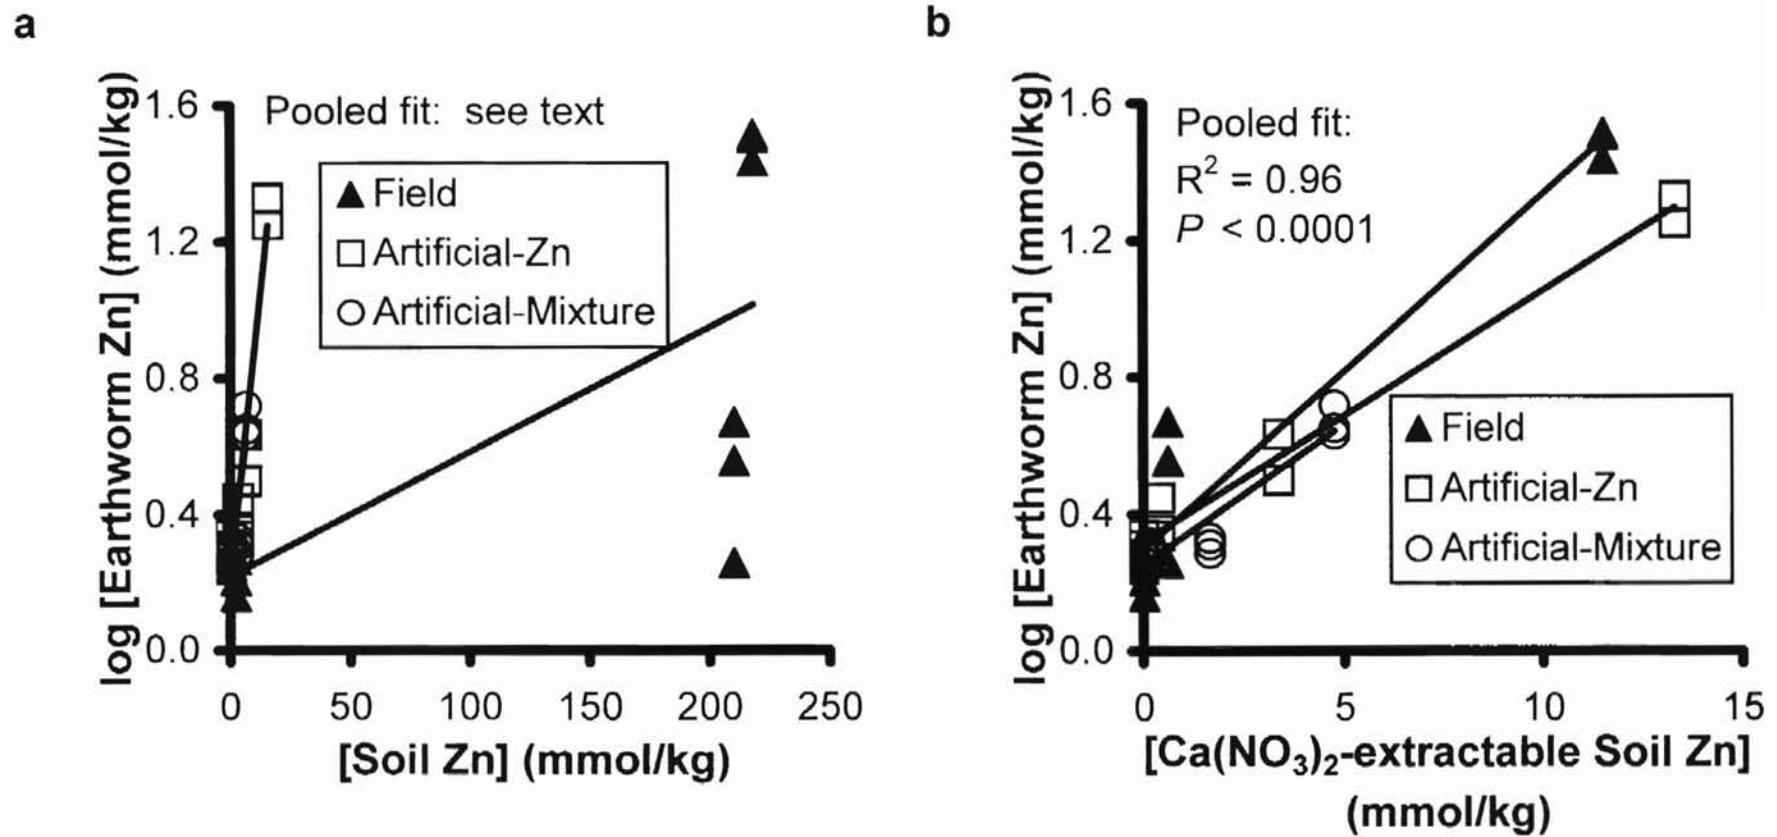 a
log [Earthworm Zn] (mmol/kg)
1.6
1.2
0.8
0.4
0.0
Pooled fit: see text
Field
Artificial-Zn
Artificial-Mixture
0 50 100 150 200 250
[Soil Zn] (mmol/kg)
b
log [Earthworm Zn] (mmol/kg)
1.6
1.2
0.8
0.4
0.0
Pooled fit:
R² = 0.96
P < 0.0001
Field
Artificial-Zn
Artificial-Mixture
0 5 10 15
[Ca(NO₃)₂-extractable Soil Zn]
(mmol/kg)